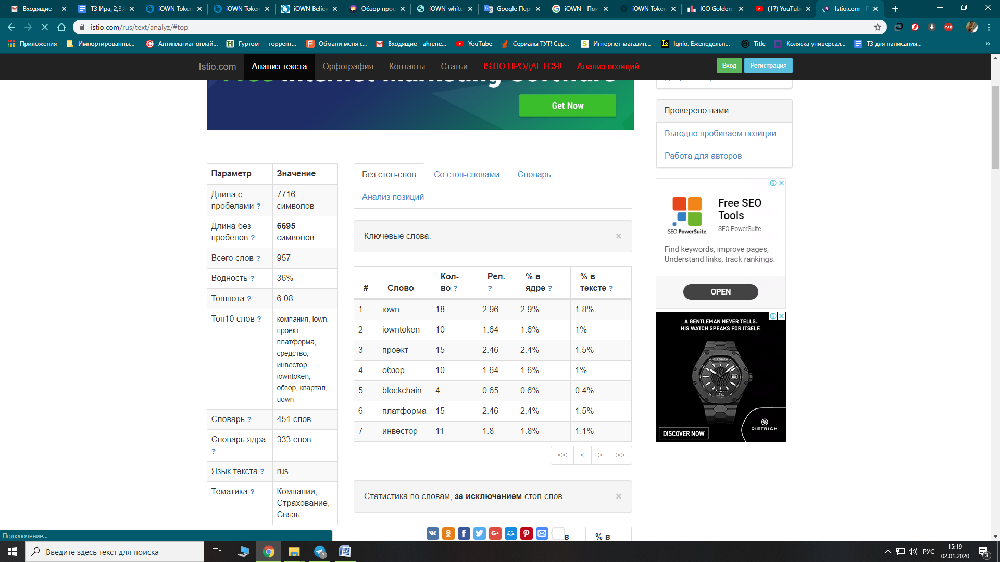 Входящие -
ТЗ Ира, 2,3,
iOWN Token
iOWN Token
iOWN Believ
Обзор прое
iOWN-white
Google Пер
iOWN - Пои
iOWN Token
ICO Golden
(17) YouTub
Istio.com - Р
istio.com/rus/text/analyz/#top
Приложения
Импортированны...
Антиплагиат онлай...
Гуртом — торрент...
Обмани меня с...
Входящие - ahrene...
YouTube
Сериалы ТУТ! Сер...
Интернет-магазин...
Ignio. Ежедневн...
Title
Коляска универсал...
ТЗ для написания...
»
Istio.com
Анализ текста
Орфография
Контакты
Статьи
ISTIO ПРОДАЕТСЯ!
Анализ позиций
Вход
Регистрация
Free Internet Marketing Software
Get Now
Проверено нами
Выгодно пробиваем позиции
Работа для авторов
Параметр Значение
Длина с пробелами ? 7716 символов
Длина без пробелов ? 6695 символов
Всего слов ? 957
Водность ? 36%
Тошнота ? 6.08
Топ10 слов ? компания, iown,
проект,
платформа,
средство,
инвестор,
iowntoken,
обзор, квартал,
uown
Словарь ? 451 слов
Словарь ядра ? 333 слов
Язык текста ? rus
Тематика ? Компании,
Страхование,
Связь
Без стоп-слов
Со стоп-словами
Словарь
Анализ позиций
Ключевые слова.
×
# Слово Кол-во ? Рел. ? % в ядре ? % в тексте ?
1 iown 18 2.96 2.9% 1.8%
2 iowntoken 10 1.64 1.6% 1%
3 проект 15 2.46 2.4% 1.5%
4 обзор 10 1.64 1.6% 1%
5 blockchain 4 0.65 0.6% 0.4%
6 платформа 15 2.46 2.4% 1.5%
7 инвестор 11 1.8 1.8% 1.1%
<< < > >>
Статистика по словам, за исключением стоп-слов.
×
в % в
Free SEO
Tools
SEO PowerSuite
SEO PowerSuite
Find keywords, improve pages,
Understand links, track rankings.
OPEN
A GENTLEMAN NEVER TELLS.
HIS WATCH SPEAKS FOR ITSELF.
DIETRICH
DISCOVER NOW
DIETRICH
Подключение...
Введите здесь текст для поиска
2
РУС
15:19
02.01.2020
3